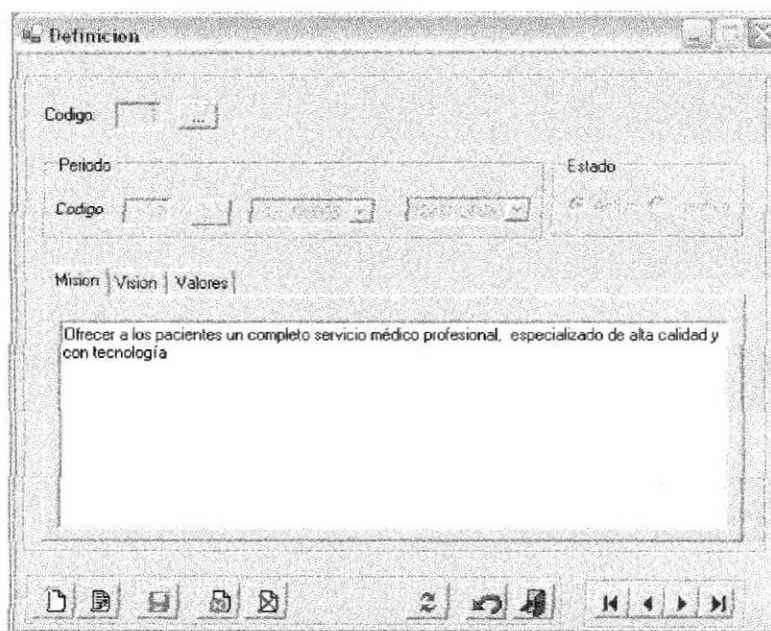 Definicion
Codigo: ...
Periodo
Estado
Codigo
Mision Vision Valores
Ofrecer a los pacientes un completo servicio médico profesional, especializado de alta calidad y
con tecnología